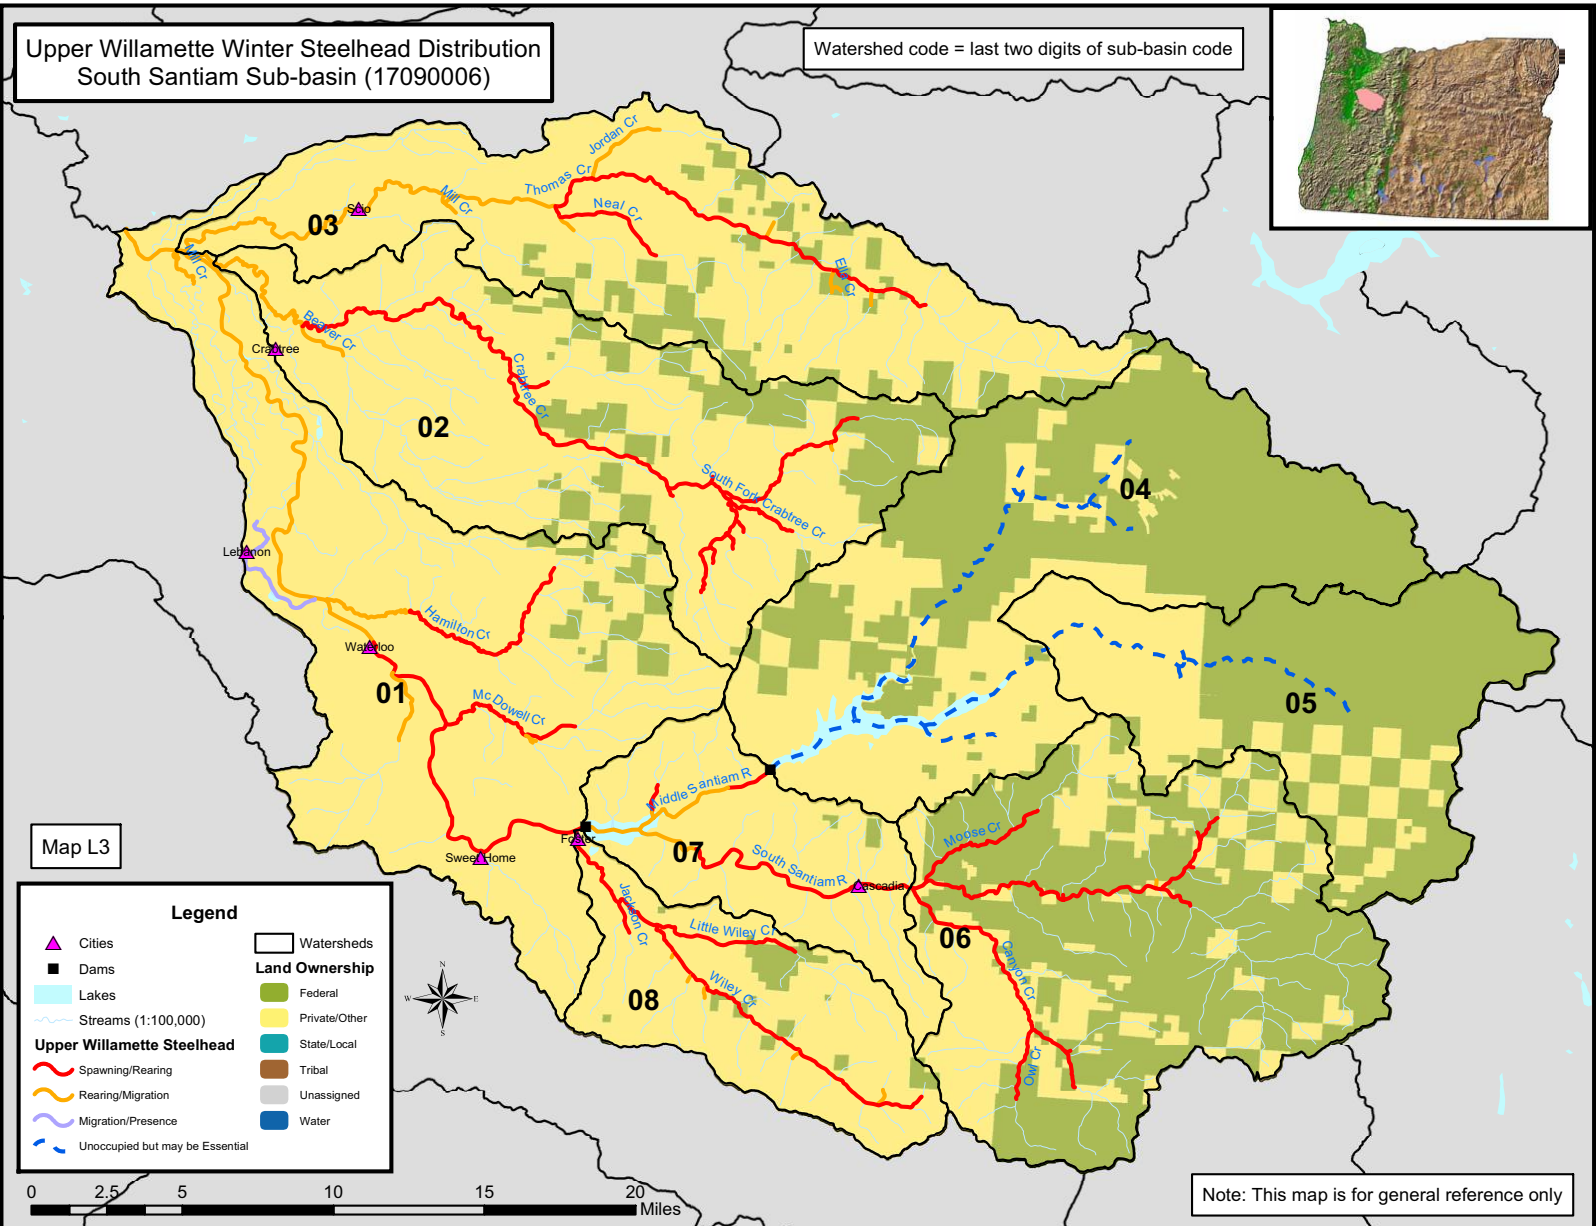 Upper Willamette Winter Steelhead Distribution
South Santiam Sub-basin (17090006)
Watershed code = last two digits of sub-basin code
Jordan Cr
Thomas Cr
Mill Cr
Neal Cr
Scio
03
Mill Cr
Elk Cr
Beaver Cr
Crabtree
Crabtree Cr
02
South Fork Crabtree Cr
04
Lebanon
Hamilton Cr
Waterloo
01
Mc Dowell Cr
05
Middle Santiam R
Moose Cr
Map L3
Foster
Sweet Home
07
South Santiam R
Cascadia
Jackson Cr
Little Wiley Cr
06
Canyon Cr
Wiley Cr
08
Owl Cr
Legend
Cities
Dams
Lakes
Streams (1:100,000)
Upper Willamette Steelhead
Spawning/Rearing
Rearing/Migration
Migration/Presence
Unoccupied but may be Essential
Watersheds
Land Ownership
Federal
Private/Other
State/Local
Tribal
Unassigned
Water
N
W E
S
0 2.5 5 10 15 20
Miles
Note: This map is for general reference only